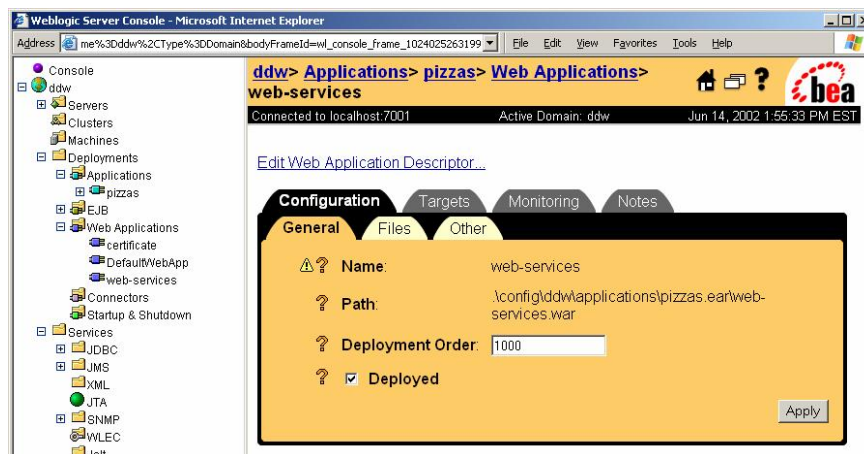 Weblogic Server Console - Microsoft Internet Explorer
Address me%3Dddw%2CType%3DDomain&bodyFrameId=wl_console_frame_1024025263199 File Edit View Favorites Tools Help
Console
ddw
Servers
Clusters
Machines
Deployments
Applications
pizzas
EJB
Web Applications
certificate
DefaultWebApp
web-services
Connectors
Startup & Shutdown
Services
JDBC
JMS
XML
JTA
SNMP
WLEC
Jolt
ddw> Applications> pizzas> Web Applications>
web-services
?
bea
Connected to localhost:7001 Active Domain: ddw Jun 14, 2002 1:55:33 PM EST
Edit Web Application Descriptor...
Configuration Targets Monitoring Notes
General Files Other
? Name: web-services
? Path: .\config\ddw\applications\pizzas.ear\web-
services.war
? Deployment Order: 1000
? Deployed
Apply